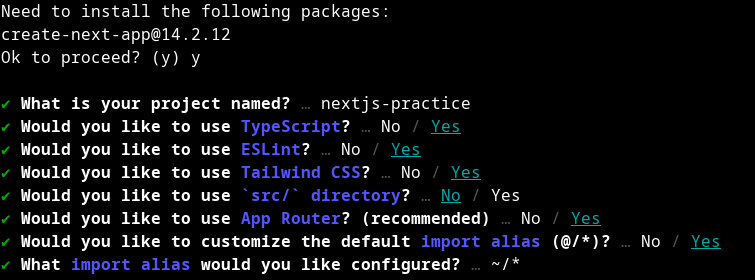 Need to install the following packages:
create-next-app@14.2.12
Ok to proceed? (y) y
✔ What is your project named? … nextjs-practice
✔ Would you like to use TypeScript? … No / Yes
✔ Would you like to use ESLint? … No / Yes
✔ Would you like to use Tailwind CSS? … No / Yes
✔ Would you like to use `src/` directory? … No / Yes
✔ Would you like to use App Router? (recommended) … No / Yes
✔ Would you like to customize the default import alias (@/*)? … No / Yes
✔ What import alias would you like configured? … ~/*